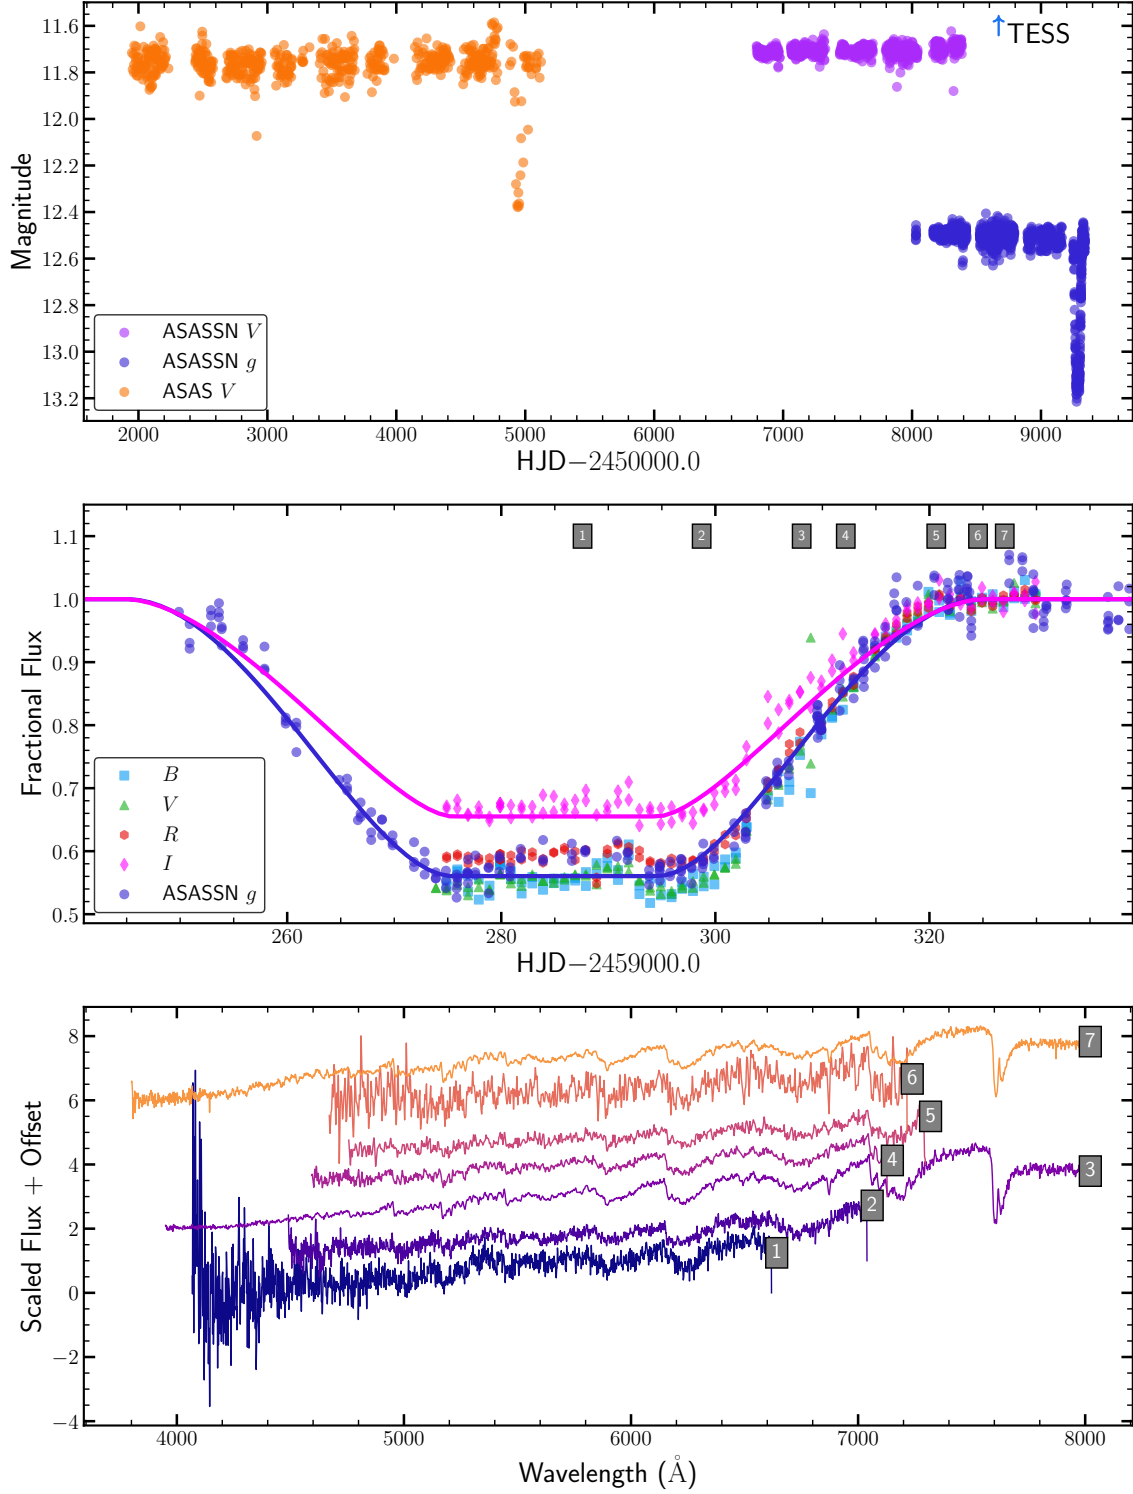 11.6
11.8
12.0
12.2
12.4
12.6
12.8
13.0
13.2
Magnitude
↑TESS
ASASSN V
ASASSN g
ASAS V
2000 3000 4000 5000 6000 7000 8000 9000
HJD−2450000.0
1.1
1.0
0.9
0.8
0.7
0.6
0.5
Fractional Flux
1 2 3 4 5 6 7
B
V
R
I
ASASSN g
260 280 300 320
HJD−2459000.0
8
6
4
2
0
−2
−4
Scaled Flux + Offset
7
6
5
4
3
2
1
4000 5000 6000 7000 8000
Wavelength (Å)